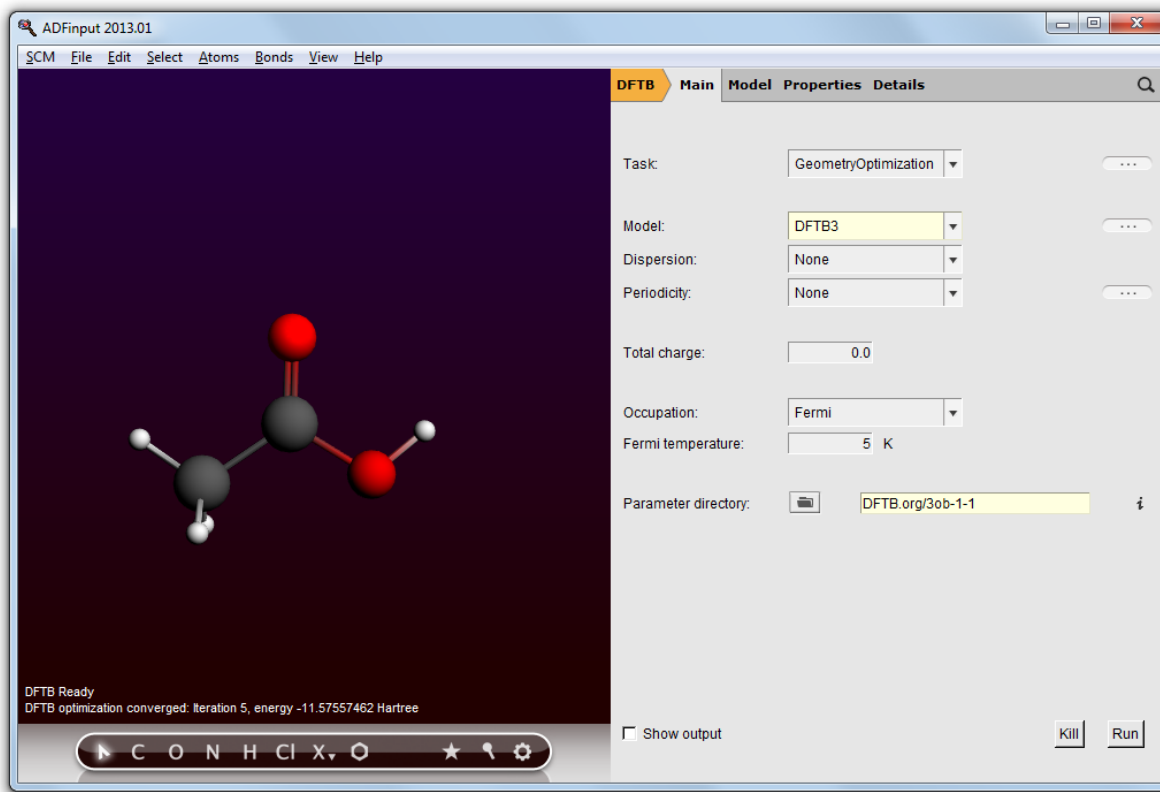 ADFinput 2013.01
SCM File Edit Select Atoms Bonds View Help
DFTB Main Model Properties Details
Task: GeometryOptimization
Model: DFTB3
Dispersion: None
Periodicity: None
Total charge: 0.0
Occupation: Fermi
Fermi temperature: 5 K
Parameter directory: DFTB.org/3ob-1-1 i
DFTB Ready
DFTB optimization converged: Iteration 5, energy -11.57557462 Hartree
C O N H Cl X
Show output Kill Run